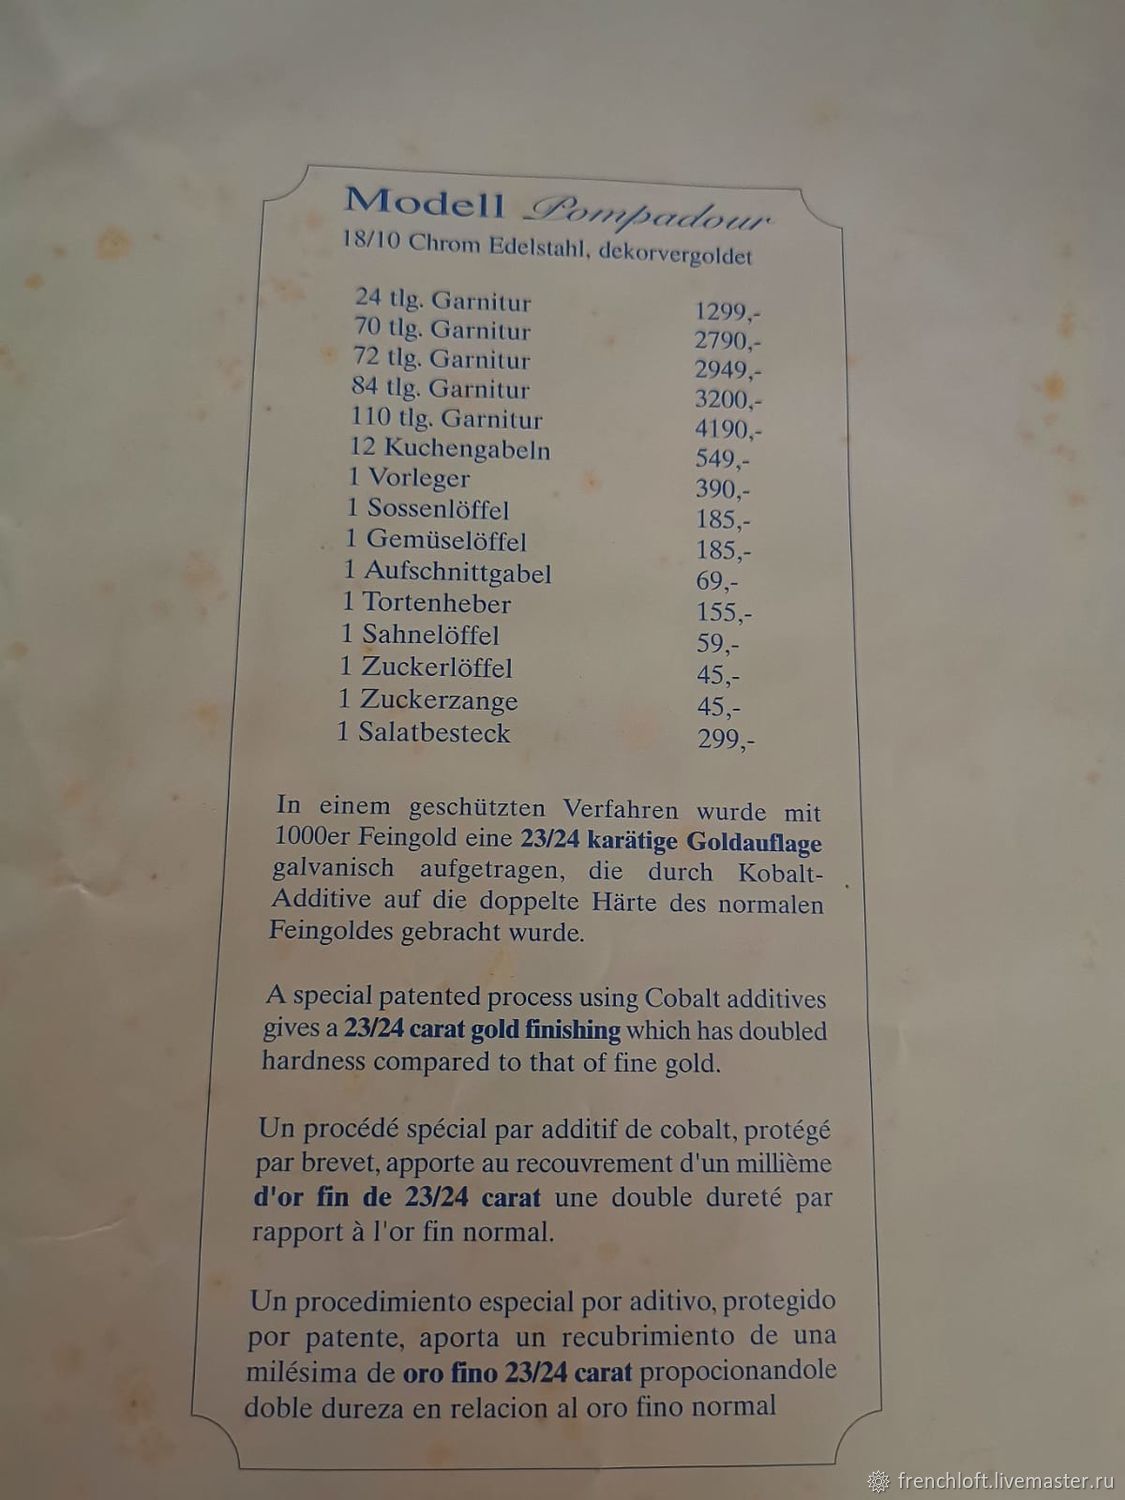 Modell Pompadour
18/10 Chrom Edelstahl, dekorvergoldet
24 tlg. Garnitur 1299,-
70 tlg. Garnitur 2790,-
72 tlg. Garnitur 2949,-
84 tlg. Garnitur 3200,-
110 tlg. Garnitur 4190,-
12 Kuchengabeln 549,-
1 Vorleger 390,-
1 Sossenlöffel 185,-
1 Gemüselöffel 185,-
1 Aufschnittgabel 69,-
1 Tortenheber 155,-
1 Sahnelöffel 59,-
1 Zuckerlöffel 45,-
1 Zuckerzange 45,-
1 Salatbesteck 299,-
In einem geschützten Verfahren wurde mit
1000er Feingold eine 23/24 karätige Goldauflage
galvanisch aufgetragen, die durch Kobalt-
Additive auf die doppelte Härte des normalen
Feingoldes gebracht wurde.
A special patented process using Cobalt additives
gives a 23/24 carat gold finishing which has doubled
hardness compared to that of fine gold.
Un procédé spécial par additif de cobalt, protégé
par brevet, apporte au recouvrement d'un millième
d'or fin de 23/24 carat une double dureté par
rapport à l'or fin normal.
Un procedimiento especial por aditivo, protegido
por patente, aporta un recubrimiento de una
milésima de oro fino 23/24 carat propocionandole
doble dureza en relacion al oro fino normal
frenchloft.livemaster.ru